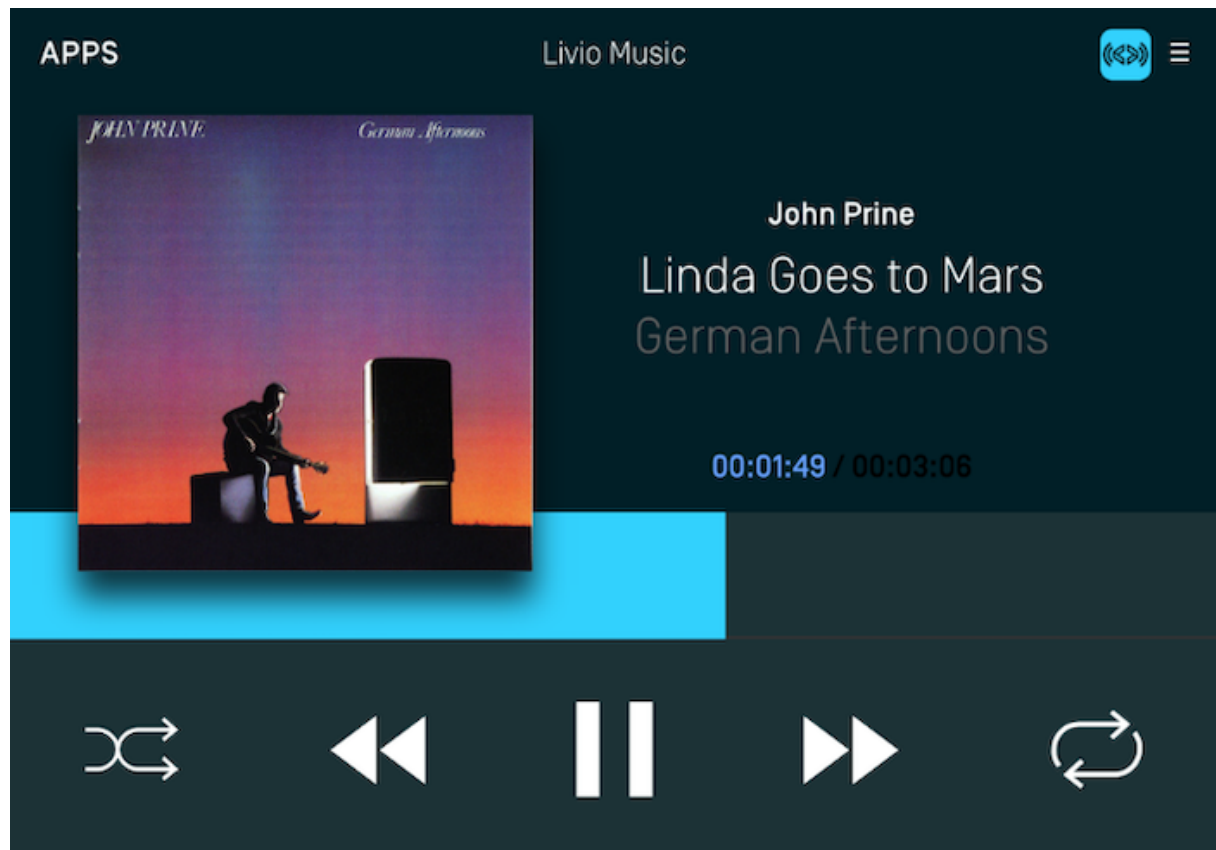 APPS
Livio Music
JOHN PRINE
German Afternoons
John Prine
Linda Goes to Mars
German Afternoons
00:01:49 / 00:03:06